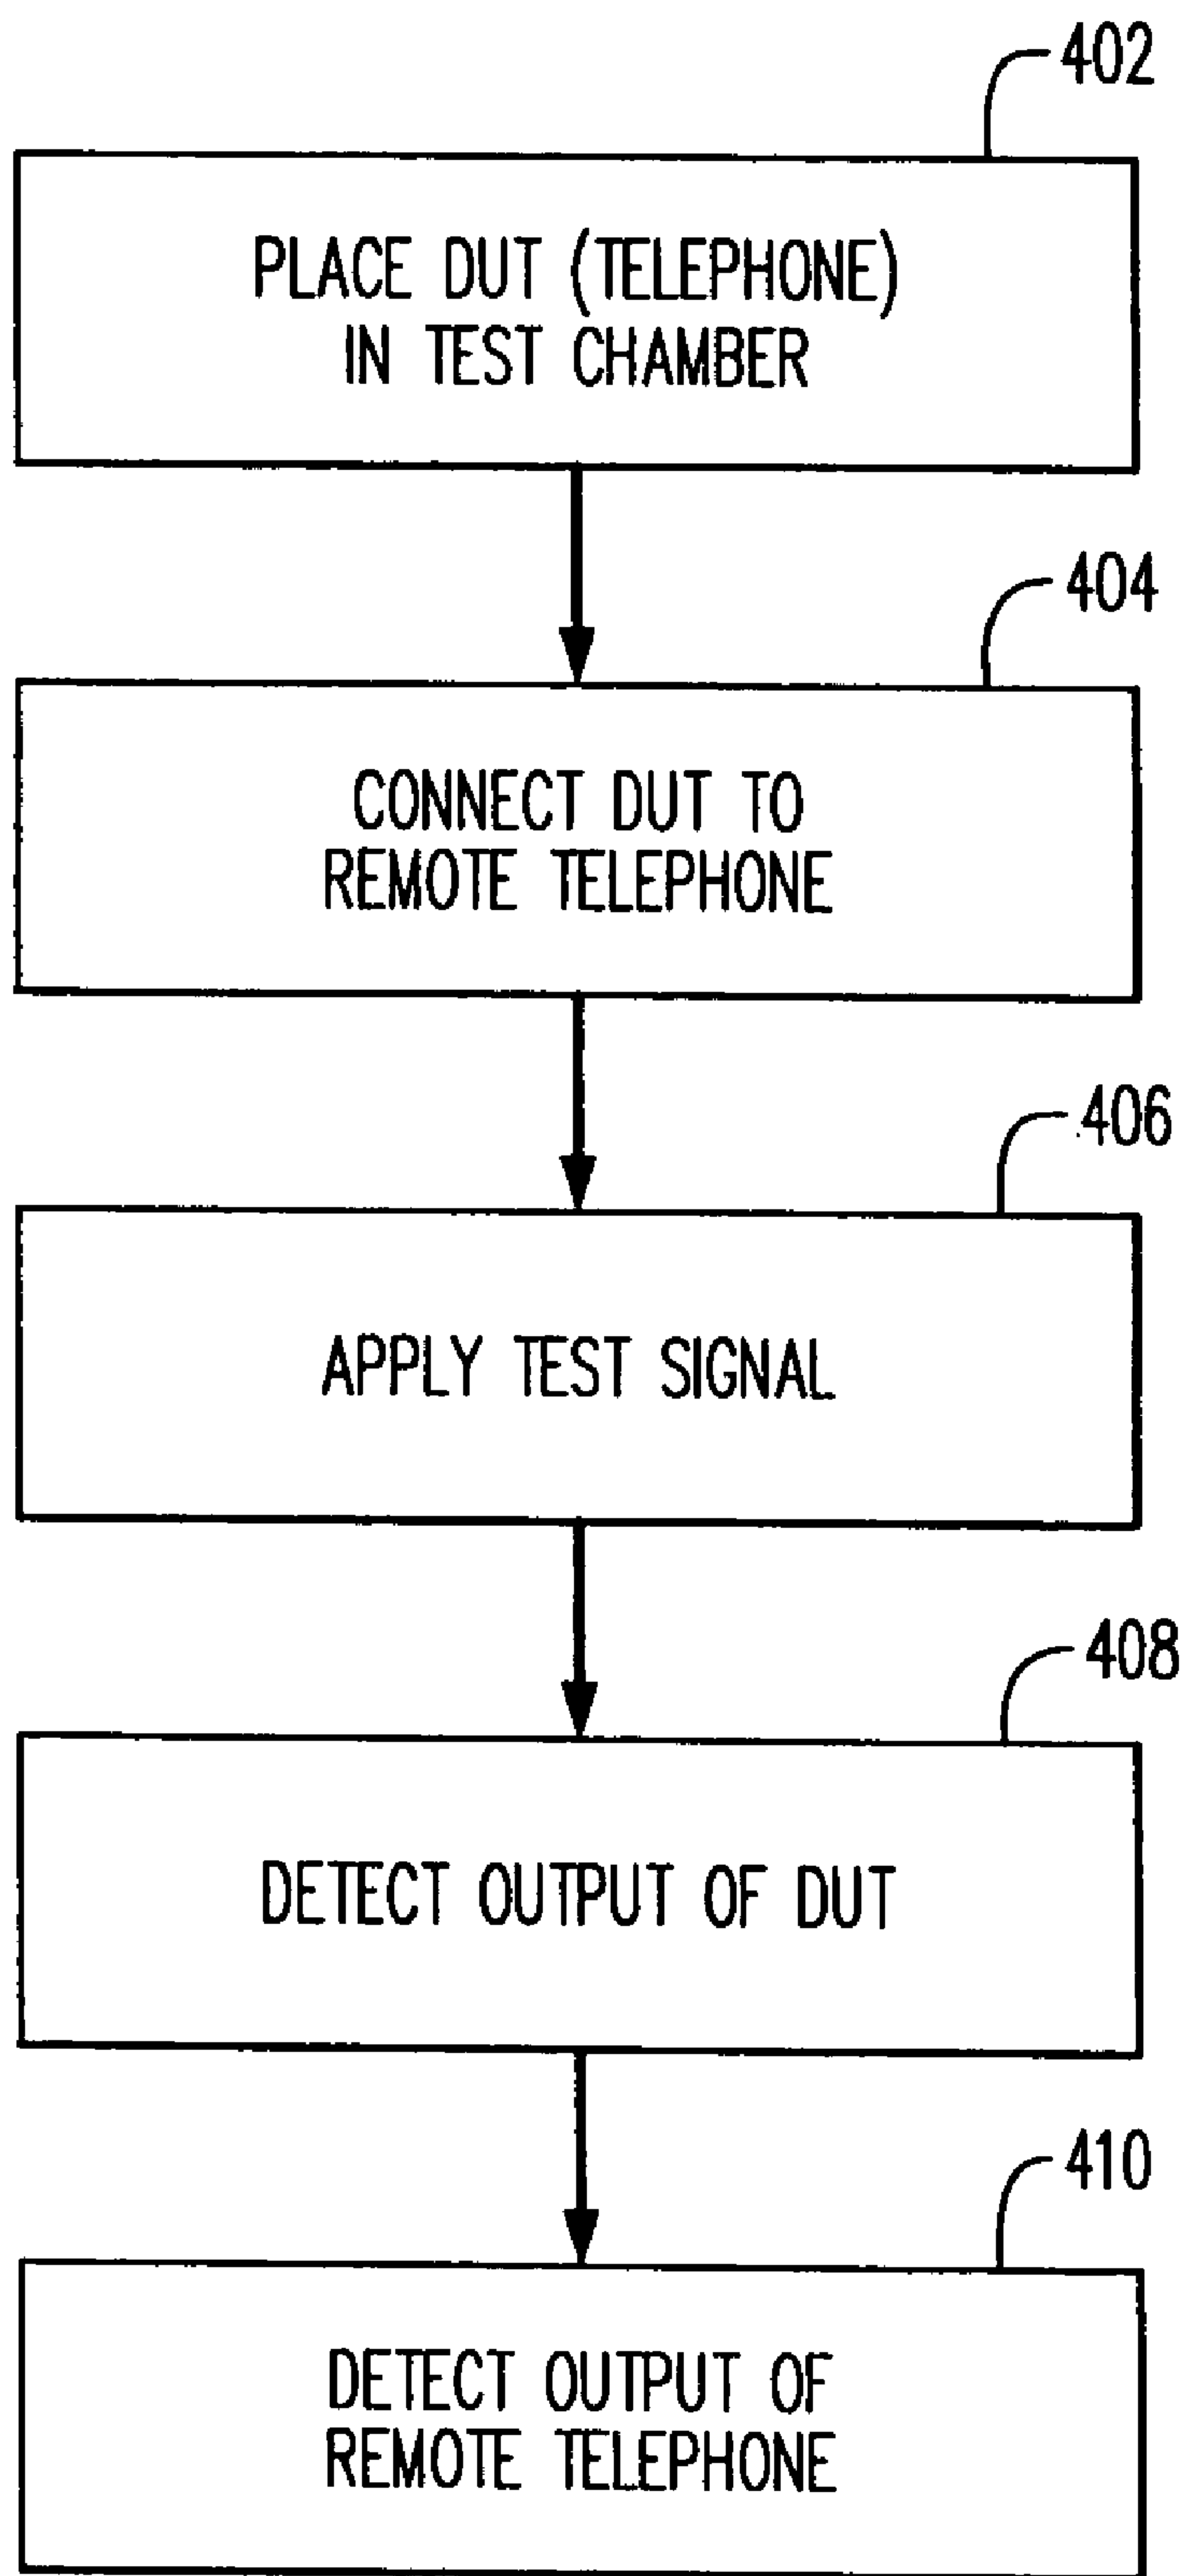 402
PLACE DUT (TELEPHONE)
IN TEST CHAMBER
404
CONNECT DUT TO
REMOTE TELEPHONE
406
APPLY TEST SIGNAL
408
DETECT OUTPUT OF DUT
410
DETECT OUTPUT OF
REMOTE TELEPHONE